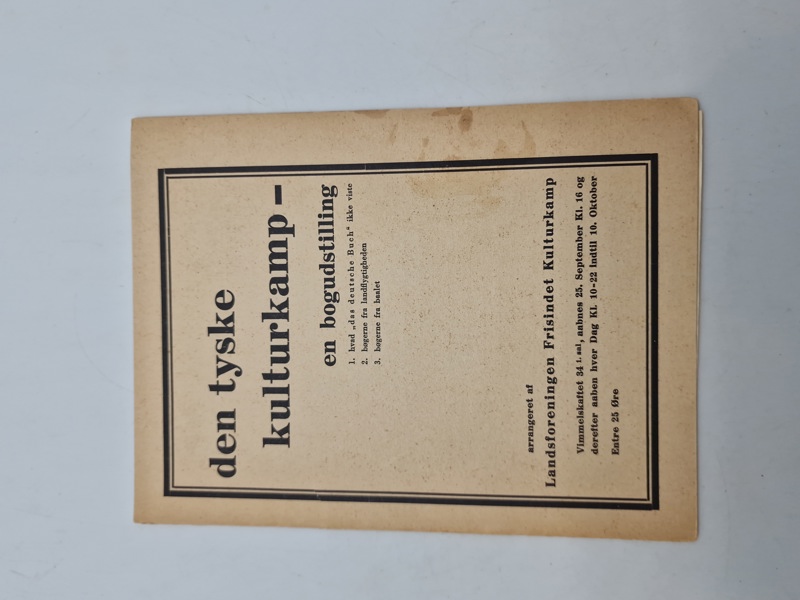 den tyske
kulturkamp —
en bogudstilling
1. hvad „das deutsche Buch“ ikke viste
2. bøgerne fra landflygtigheden
3. bøgerne fra baalet
arrangeret af
Landsforeningen Frisindet Kulturkamp
Vimmelskaftet 34 1. sal, aabnes 25. September Kl. 16 og
derefter aaben hver Dag Kl. 10-22 indtil 10. Oktober
Entre 25 Øre